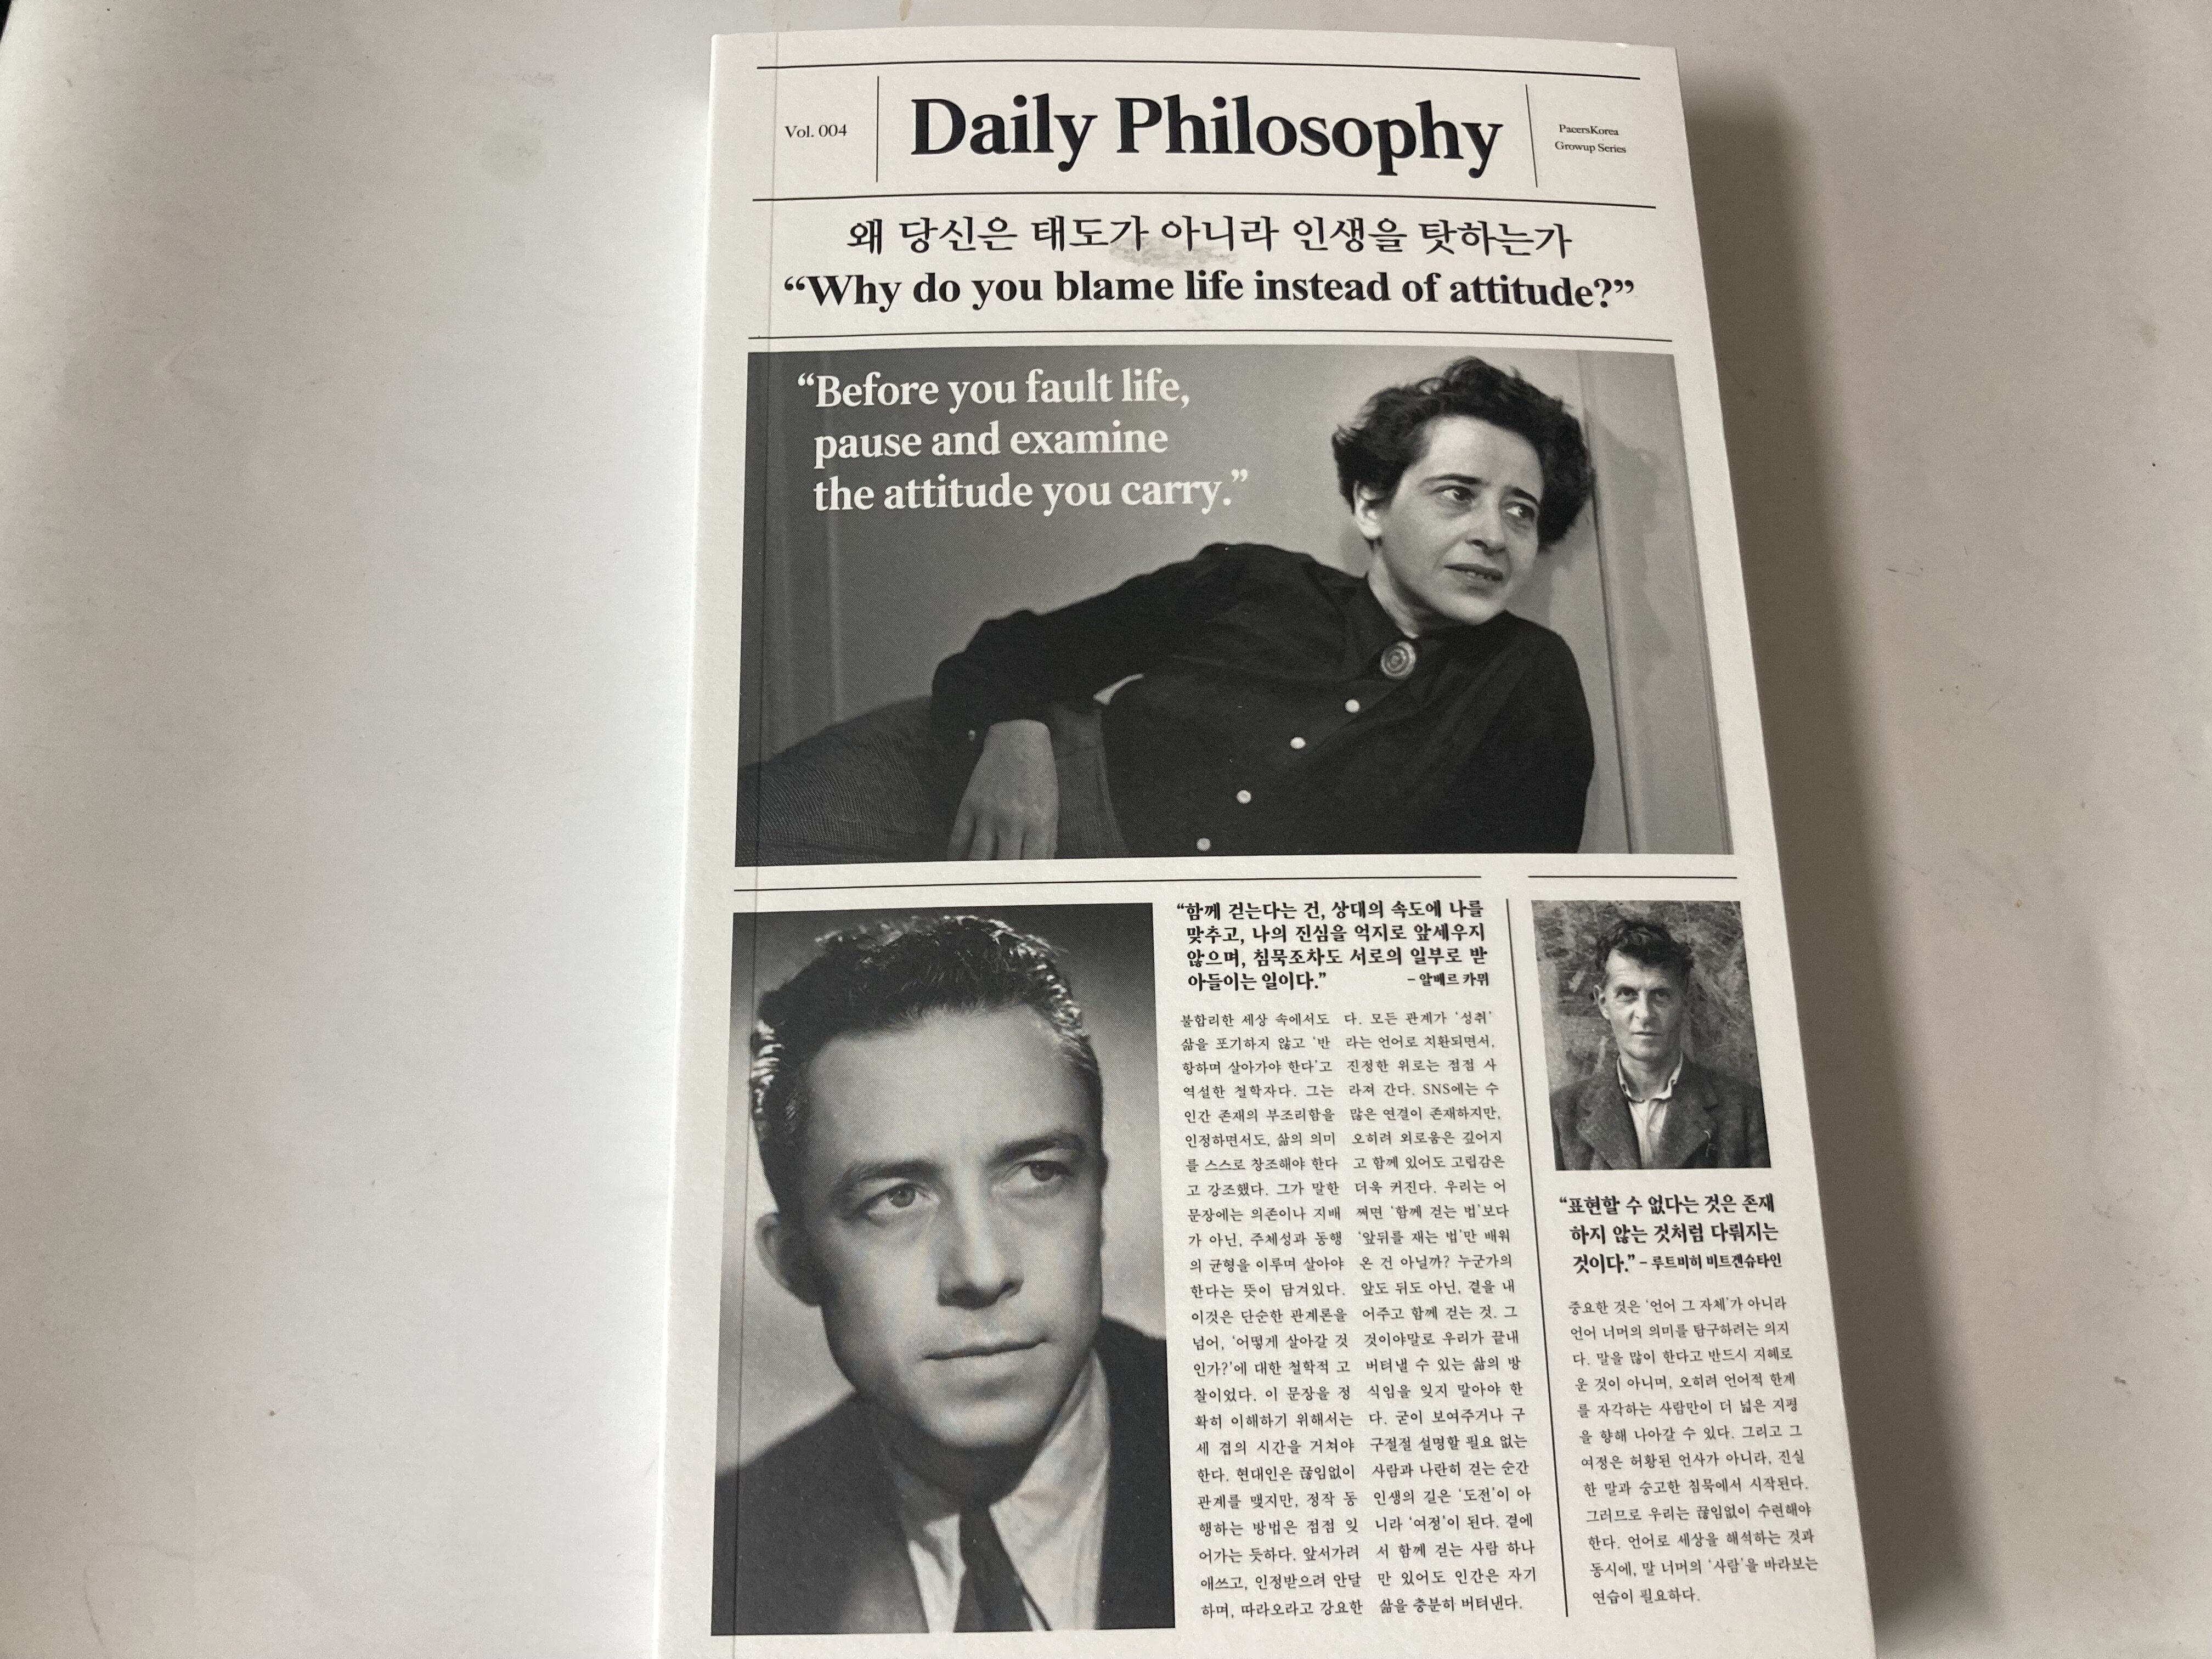 Vol. 004
Daily Philosophy
PacersKorea
Growup Series
왜 당신은 태도가 아니라 인생을 탓하는가
“Why do you blame life instead of attitude?”
“Before you fault life,
pause and examine
the attitude you carry.”
“함께 걷는다는 건, 상대의 속도에 나를
맞추고, 나의 진심을 억지로 앞세우지
않으며, 침묵조차도 서로의 일부로 받
아들이는 일이다.”
– 알베르 카뮈
불합리한 세상 속에서도
삶을 포기하지 않고 ‘반
항하며 살아가야 한다’고
역설한 철학자다. 그는
인간 존재의 부조리함을
인정하면서도, 삶의 의미
를 스스로 창조해야 한다
고 강조했다. 그가 말한
문장에는 의존이나 지배
가 아닌, 주체성과 동행
의 균형을 이루며 살아야
한다는 뜻이 담겨있다.
이것은 단순한 관계론을
넘어, ‘어떻게 살아갈 것
인가?’에 대한 철학적 고
찰이었다. 이 문장을 정
확히 이해하기 위해서는
세 겹의 시간을 거쳐야
한다. 현대인은 끊임없이
관계를 맺지만, 정작 동
행하는 방법은 점점 잊
어가는 듯하다. 앞서가려
애쓰고, 인정받으려 안달
하며, 따라오라고 강요한
다. 모든 관계가 ‘성취’
라는 언어로 치환되면서,
진정한 위로는 점점 사
라져 간다. SNS에는 수
많은 연결이 존재하지만,
오히려 외로움은 깊어지
고 함께 있어도 고립감은
더욱 커진다. 우리는 어
쩌면 ‘함께 걷는 법’보다
‘앞뒤를 재는 법’만 배워
온 건 아닐까? 누군가의
앞도 뒤도 아닌, 곁을 내
어주고 함께 걷는 것. 그
것이야말로 우리가 끝내
버텨낼 수 있는 삶의 방
식임을 잊지 말아야 한
다. 굳이 보여주거나 구
구절절 설명할 필요 없는
사람과 나란히 걷는 순간
인생의 길은 ‘도전’이 아
니라 ‘여정’이 된다. 곁에
서 함께 걷는 사람 하나
만 있어도 인간은 자기
삶을 충분히 버텨낸다.
“표현할 수 없다는 것은 존재
하지 않는 것처럼 다뤄지는
것이다.” – 루트비히 비트겐슈타인
중요한 것은 ‘언어 그 자체’가 아니라
언어 너머의 의미를 탐구하려는 의지
다. 말을 많이 한다고 반드시 지혜로
운 것이 아니며, 오히려 언어적 한계
를 자각하는 사람만이 더 넓은 지평
을 향해 나아갈 수 있다. 그리고 그
여정은 허황된 언사가 아니라, 진실
한 말과 숭고한 침묵에서 시작된다.
그러므로 우리는 끊임없이 수련해야
한다. 언어로 세상을 해석하는 것과
동시에, 말 너머의 ‘사람’을 바라보는
연습이 필요하다.